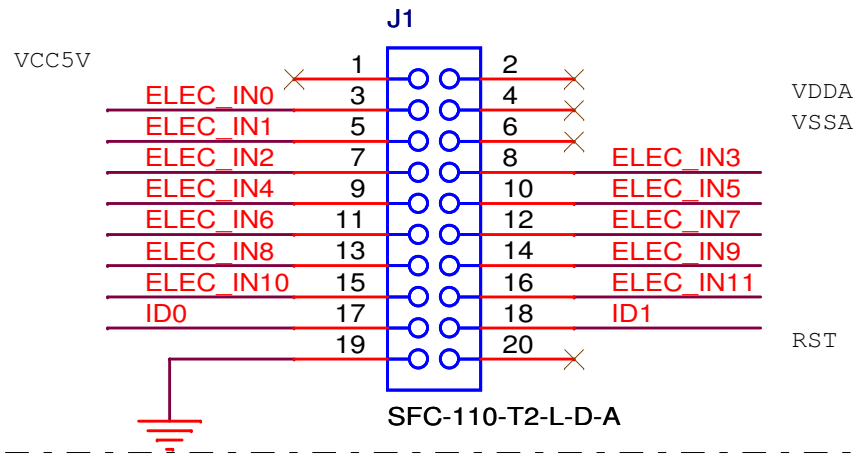 J1
VCC5V 1 2
ELEC_IN0 3 4 VDDA
ELEC_IN1 5 6 VSSA
ELEC_IN2 7 8 ELEC_IN3
ELEC_IN4 9 10 ELEC_IN5
ELEC_IN6 11 12 ELEC_IN7
ELEC_IN8 13 14 ELEC_IN9
ELEC_IN10 15 16 ELEC_IN11
ID0 17 18 ID1
19 20 RST
SFC-110-T2-L-D-A